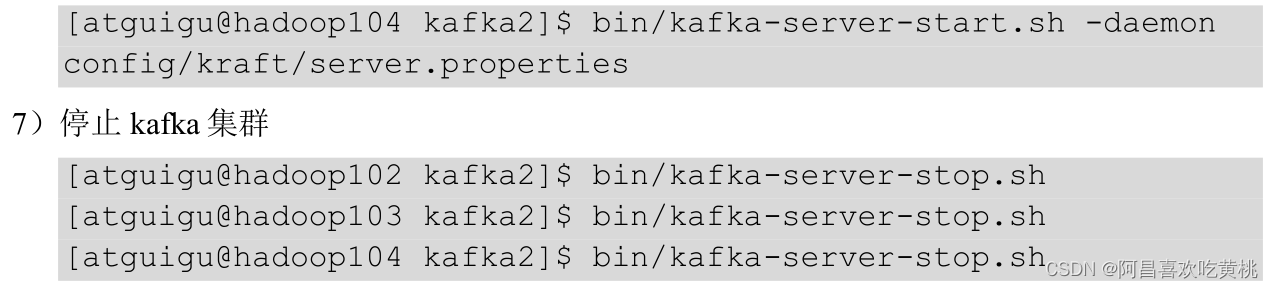 [atguigu@hadoop104 kafka2]$ bin/kafka-server-start.sh -daemon
config/kraft/server.properties
7）停止 kafka 集群
[atguigu@hadoop102 kafka2]$ bin/kafka-server-stop.sh
[atguigu@hadoop103 kafka2]$ bin/kafka-server-stop.sh
[atguigu@hadoop104 kafka2]$ bin/kafka-server-stop.sh
CSDN @阿昌喜欢吃黄桃